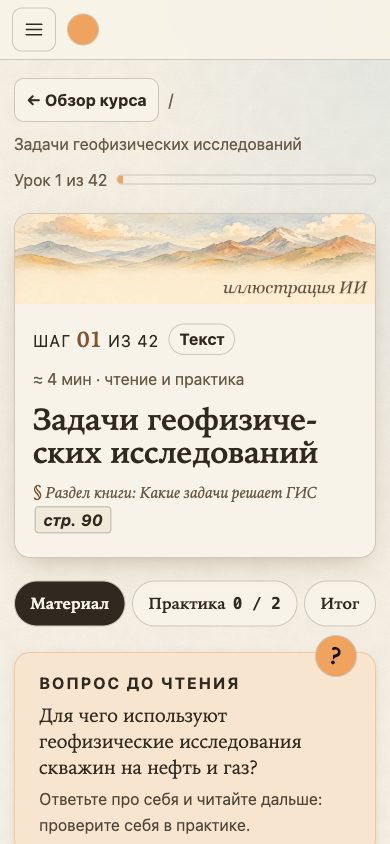 ← Обзор курса /
Задачи геофизических исследований
Урок 1 из 42
иллюстрация ИИ
ШАГ 01 ИЗ 42 Текст
≈ 4 мин · чтение и практика
Задачи геофизиче-
ских исследований
§ Раздел книги: Какие задачи решает ГИС
стр. 90
Материал Практика 0 / 2 Итог
?
ВОПРОС ДО ЧТЕНИЯ
Для чего используют
геофизические исследования
скважин на нефть и газ?
Ответьте про себя и читайте дальше:
проверите себя в практике.